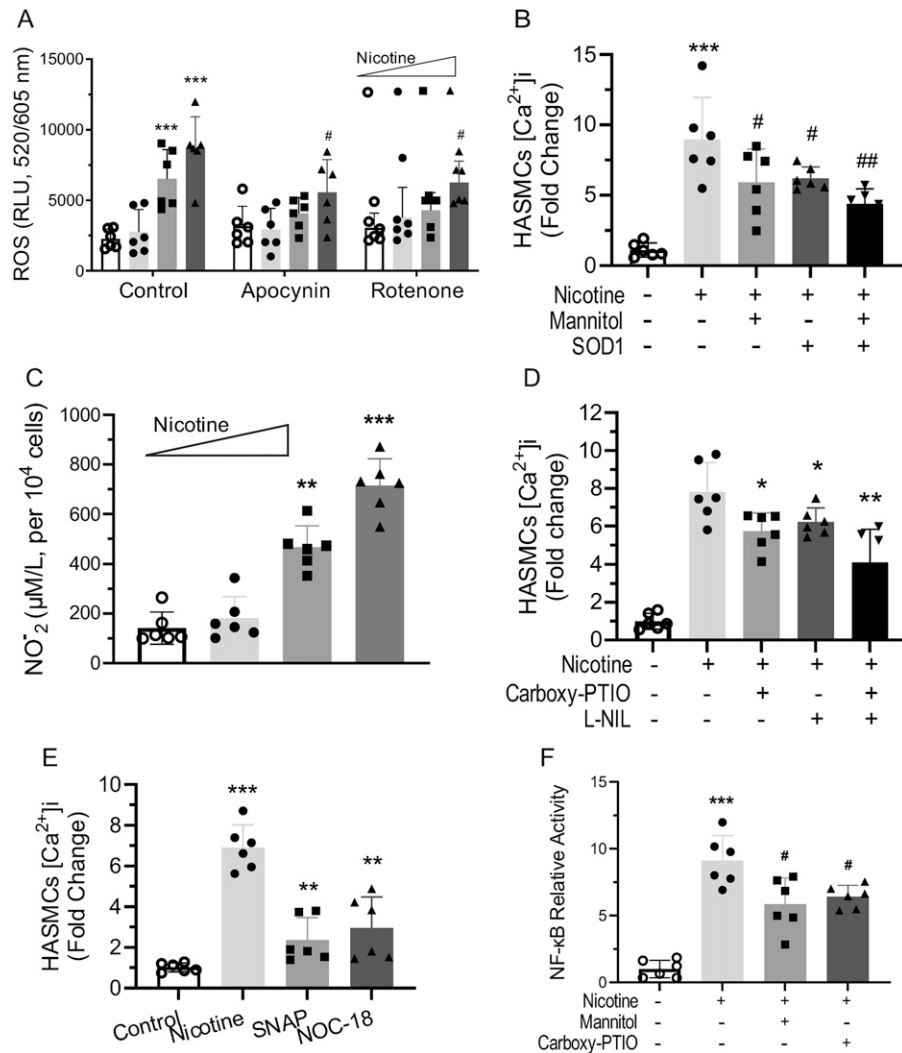 A
ROS (RLU, 520/605 nm)
15000
10000
5000
0
Nicotine
***
***
#
#
Control Apocynin Rotenone
B
HASMCs [Ca²⁺]i
(Fold Change)
15
10
5
0
***
#
#
##
Nicotine - + + + +
Mannitol - - + - +
SOD1 - - - + +
C
NO⁻₂ (µM/L, per 10⁴ cells)
1000
800
600
400
200
0
Nicotine
**
***
D
HASMCs [Ca²⁺]i
(Fold change)
12
10
8
6
4
2
0
*
*
**
Nicotine - + + + +
Carboxy-PTIO - - + - +
L-NIL - - - + +
E
HASMCs [Ca²⁺]i
(Fold Change)
10
8
6
4
2
0
***
**
**
Control Nicotine SNAP NOC-18
F
NF-κB Relative Activity
15
10
5
0
***
#
#
Nicotine - + + +
Mannitol - - + -
Carboxy-PTIO - - - +